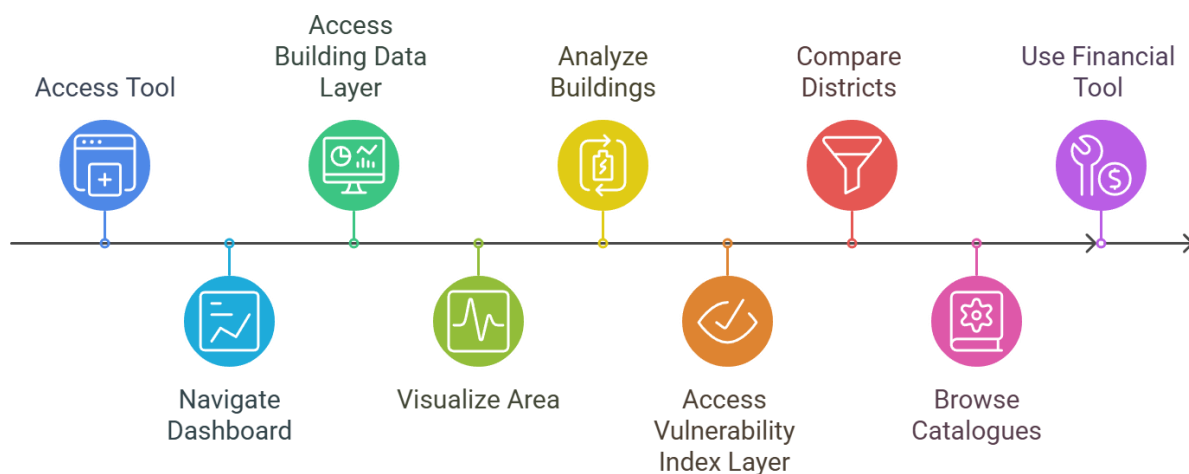 Access Tool
Navigate
Dashboard
Access
Building Data
Layer
Visualize Area
Analyze
Buildings
Access
Vulnerability
Index Layer
Compare
Districts
Browse
Catalogues
Use Financial
Tool